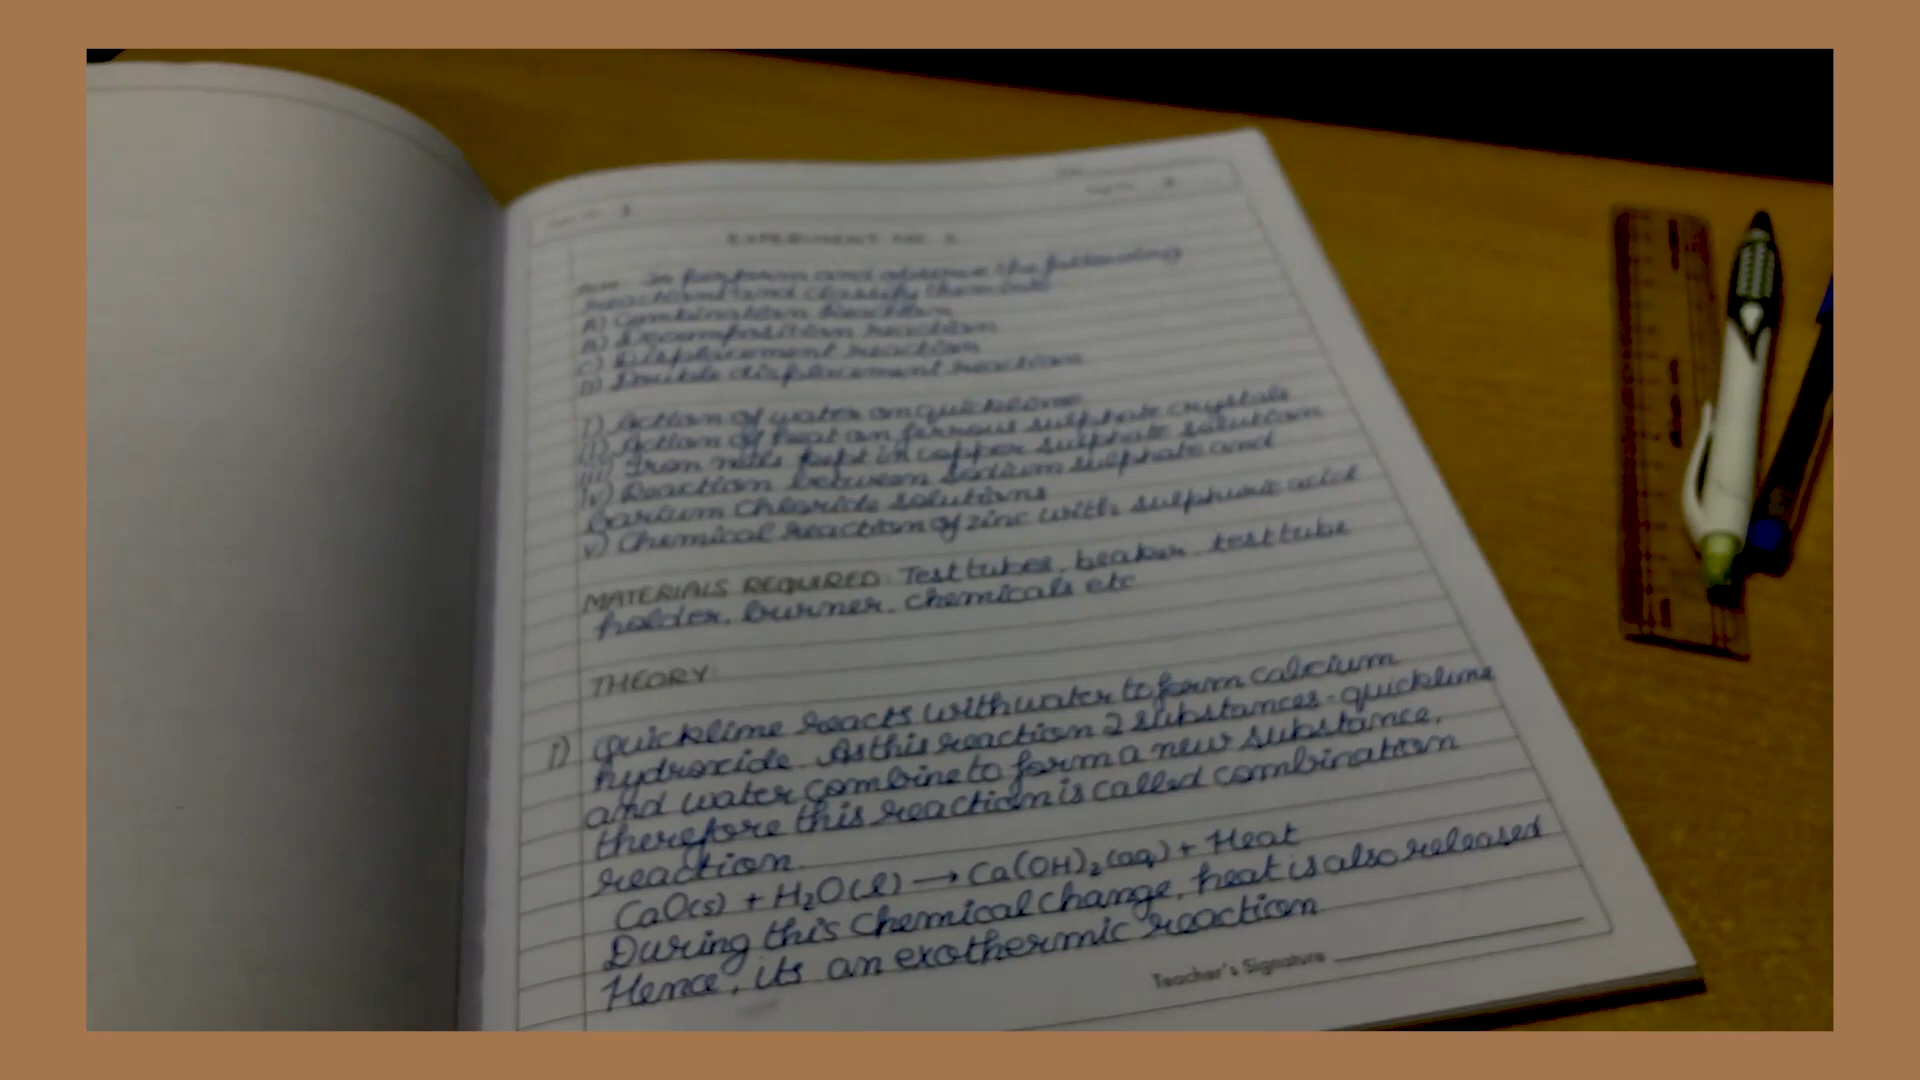 EXPERIMENT NO.
To perform and observe the following
reactions and classify them into
A) Combination Reaction
B) Decomposition reaction
C) Displacement reaction
D) Double displacement reaction
i) Action of water on quicklime
ii) Action of heat on ferrous sulphate crystals
iii) Iron nails kept in copper sulphate solution
iv) Reaction between sodium sulphate and
barium chloride solutions
v) Chemical reaction of zinc with sulphuric acid
MATERIALS REQUIRED: Test tubes, beaker, test tube
holder, burner, chemicals etc
THEORY:
i) quicklime reacts with water to form calcium
hydroxide. As this reaction 2 substances - quicklime
and water combine to form a new substance,
therefore this reaction is called combination
reaction.
CaO(s) + H₂O(l) → Ca(OH)₂(aq) + Heat
During this chemical change, heat is also released
Hence, its an exothermic reaction
Teacher's Signature